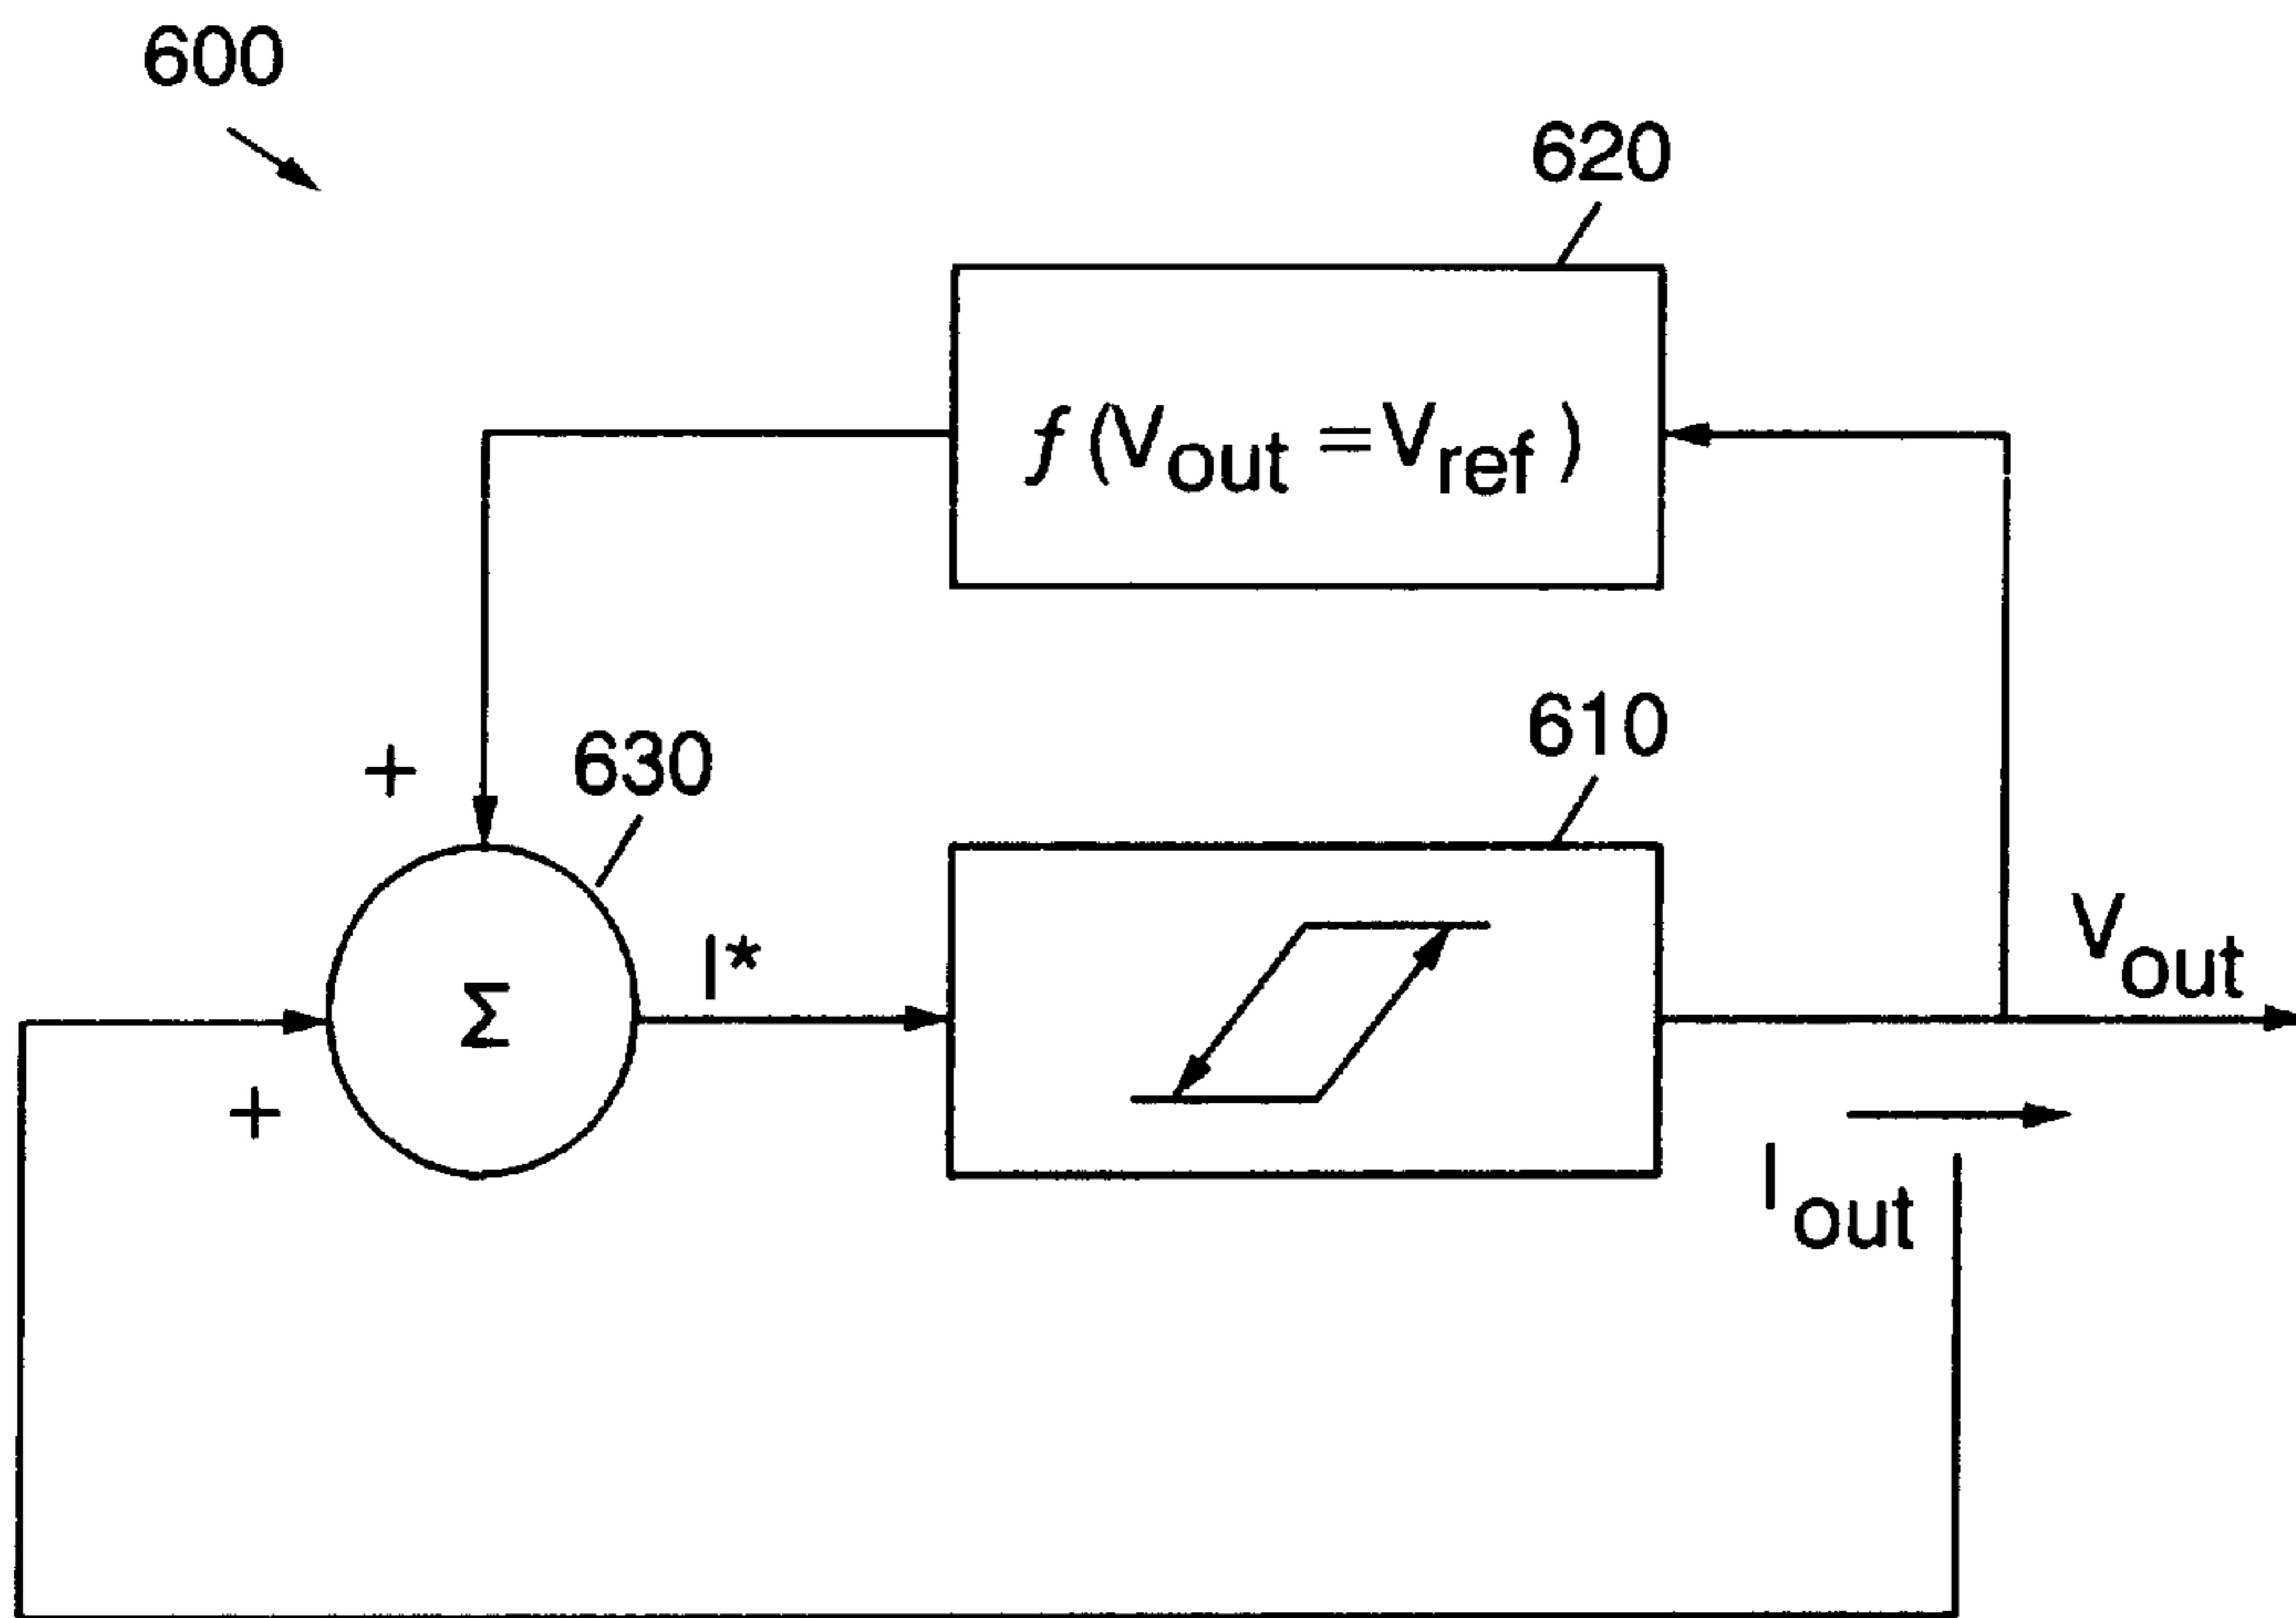 600
620
f (Vout = Vref )
610
630
+
I*
Σ
+
Vout
Iout